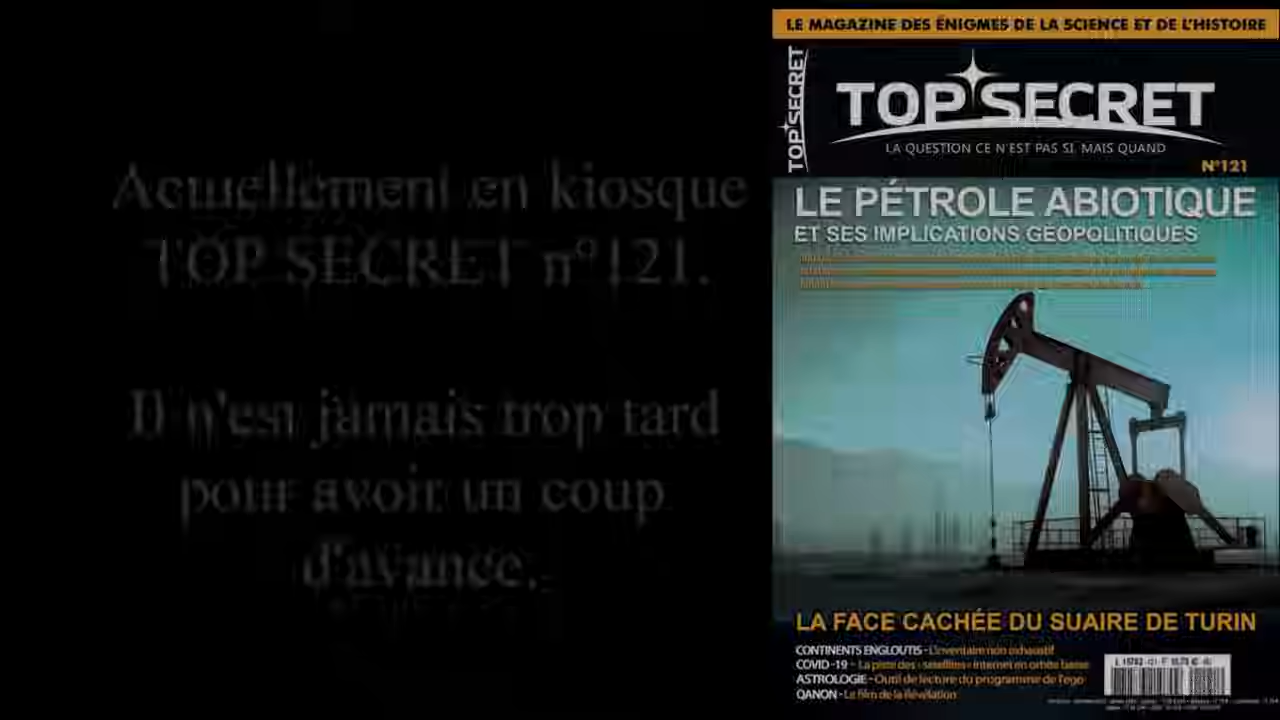 Actuellement en kiosque
TOP SECRET n°121.
Il n'est jamais trop tard
pour avoir un coup
d'avance.
LE MAGAZINE DES ÉNIGMES DE LA SCIENCE ET DE L'HISTOIRE
TOP SECRET
TOP SECRET
LA QUESTION CE N'EST PAS SI, MAIS QUAND
N°121
LE PÉTROLE ABIOTIQUE
ET SES IMPLICATIONS GÉOPOLITIQUES
LA FACE CACHÉE DU SUAIRE DE TURIN
CONTINENTS ENGLOUTIS - L'inventaire non exhaustif
COVID-19 - La piste des «satellites» internet en orbite basse
ASTROLOGIE - Outil de lecture du programme de l'ego
QANON - Le film de la Révélation